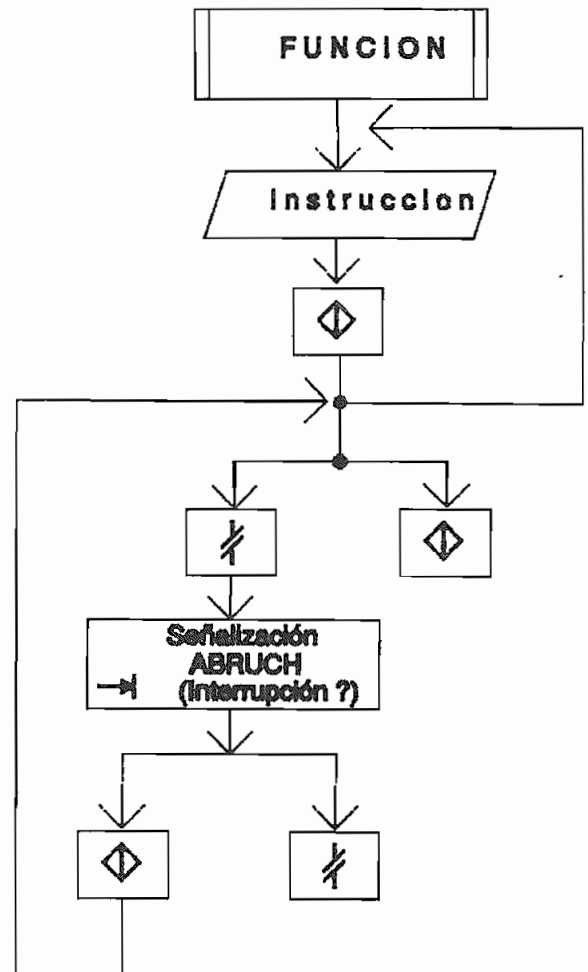 FUNCION
Instruccion
Señalización
ABRUCH
(Interrupción ?)